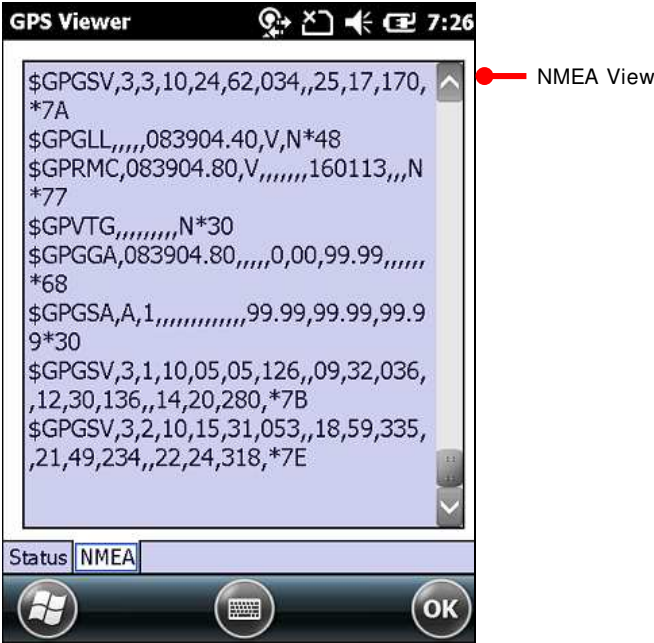 GPS Viewer 7:26
NMEA View
$GPGSV,3,3,10,24,62,034,,25,17,170,
*7A
$GPGLL,,,,,083904.40,V,N*48
$GPRMC,083904.80,V,,,,,,,160113,,,N
*77
$GPVTG,,,,,,,,,N*30
$GPGGA,083904.80,,,,,0,00,99.99,,,,,,
*68
$GPGSA,A,1,,,,,,,,,,,,,99.99,99.99,99.9
9*30
$GPGSV,3,1,10,05,05,126,,09,32,036,
,12,30,136,,14,20,280,*7B
$GPGSV,3,2,10,15,31,053,,18,59,335,
,21,49,234,,22,24,318,*7E
Status NMEA
OK